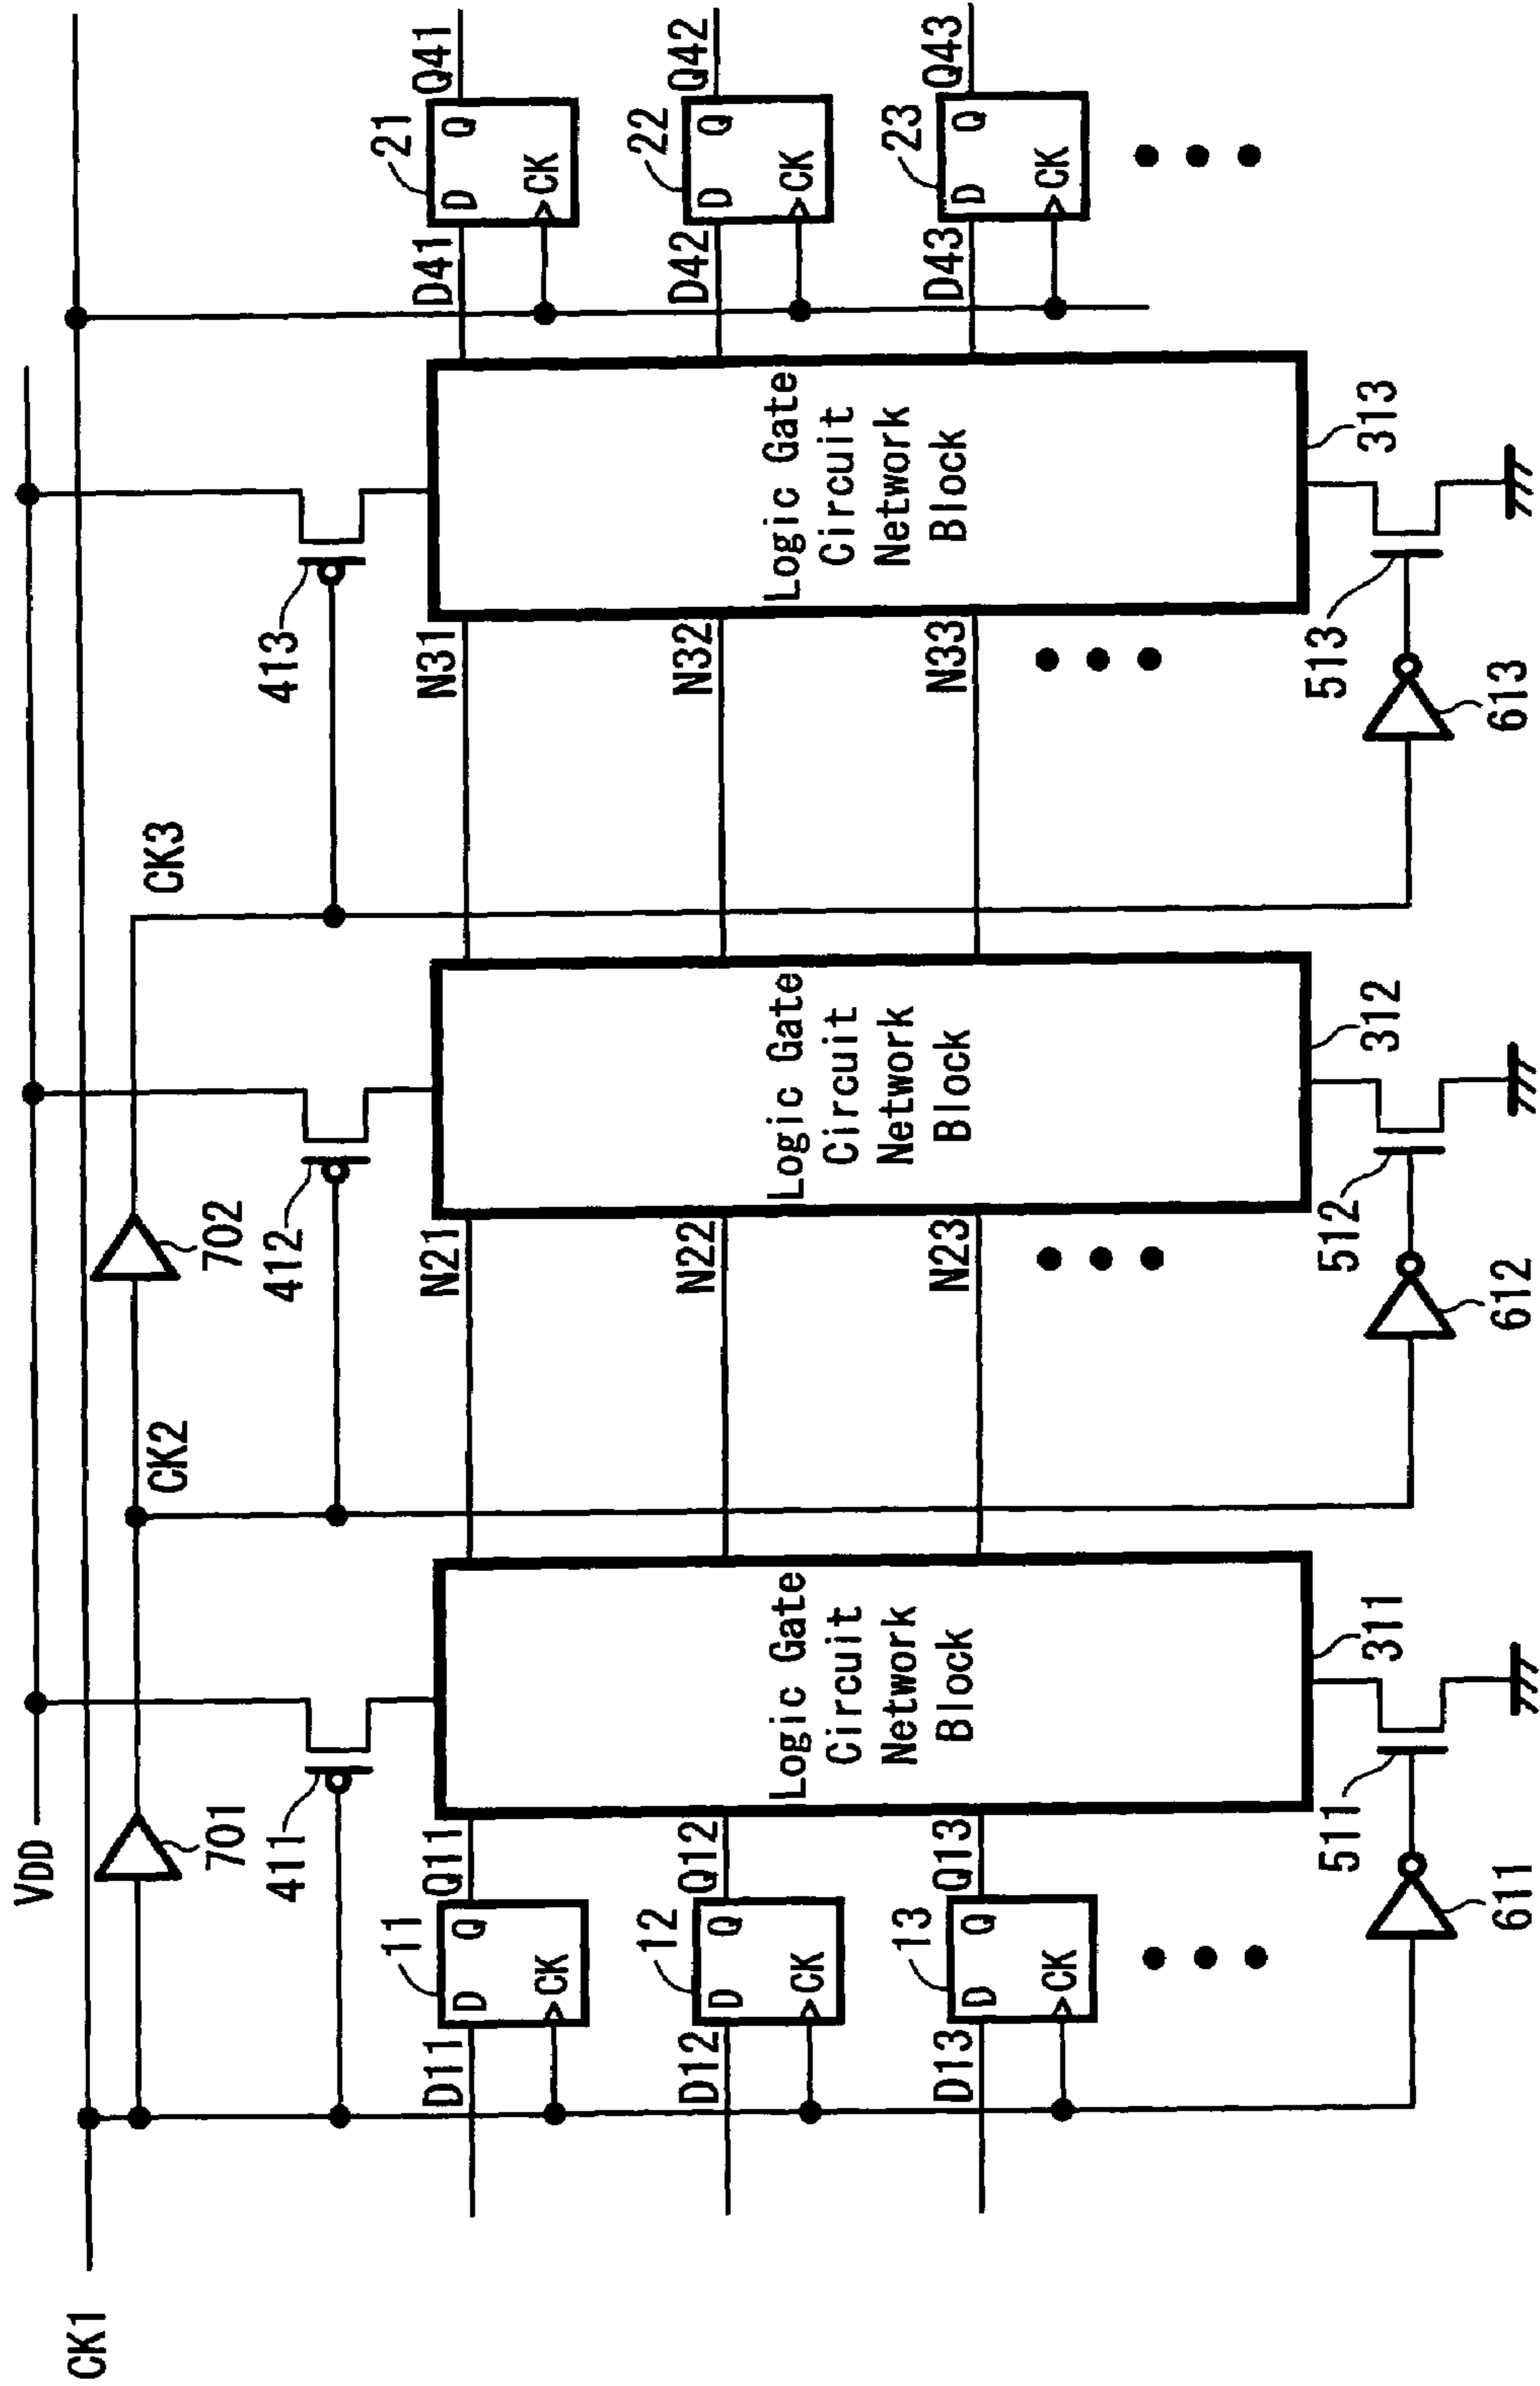 CK1
VDD
701
CK2
702
CK3
411
412
413
D11
11
D
Q
CK
Q11
N21
N31
D41
21
D
Q
CK
Q41
D12
12
D
Q
CK
Q12
N22
N32
D42
22
D
Q
CK
Q42
D13
13
D
Q
CK
Q13
N23
N33
D43
23
D
Q
CK
Q43
Logic Gate
Circuit
Network
Block
Logic Gate
Circuit
Network
Block
Logic Gate
Circuit
Network
Block
311
312
313
511
512
513
611
612
613